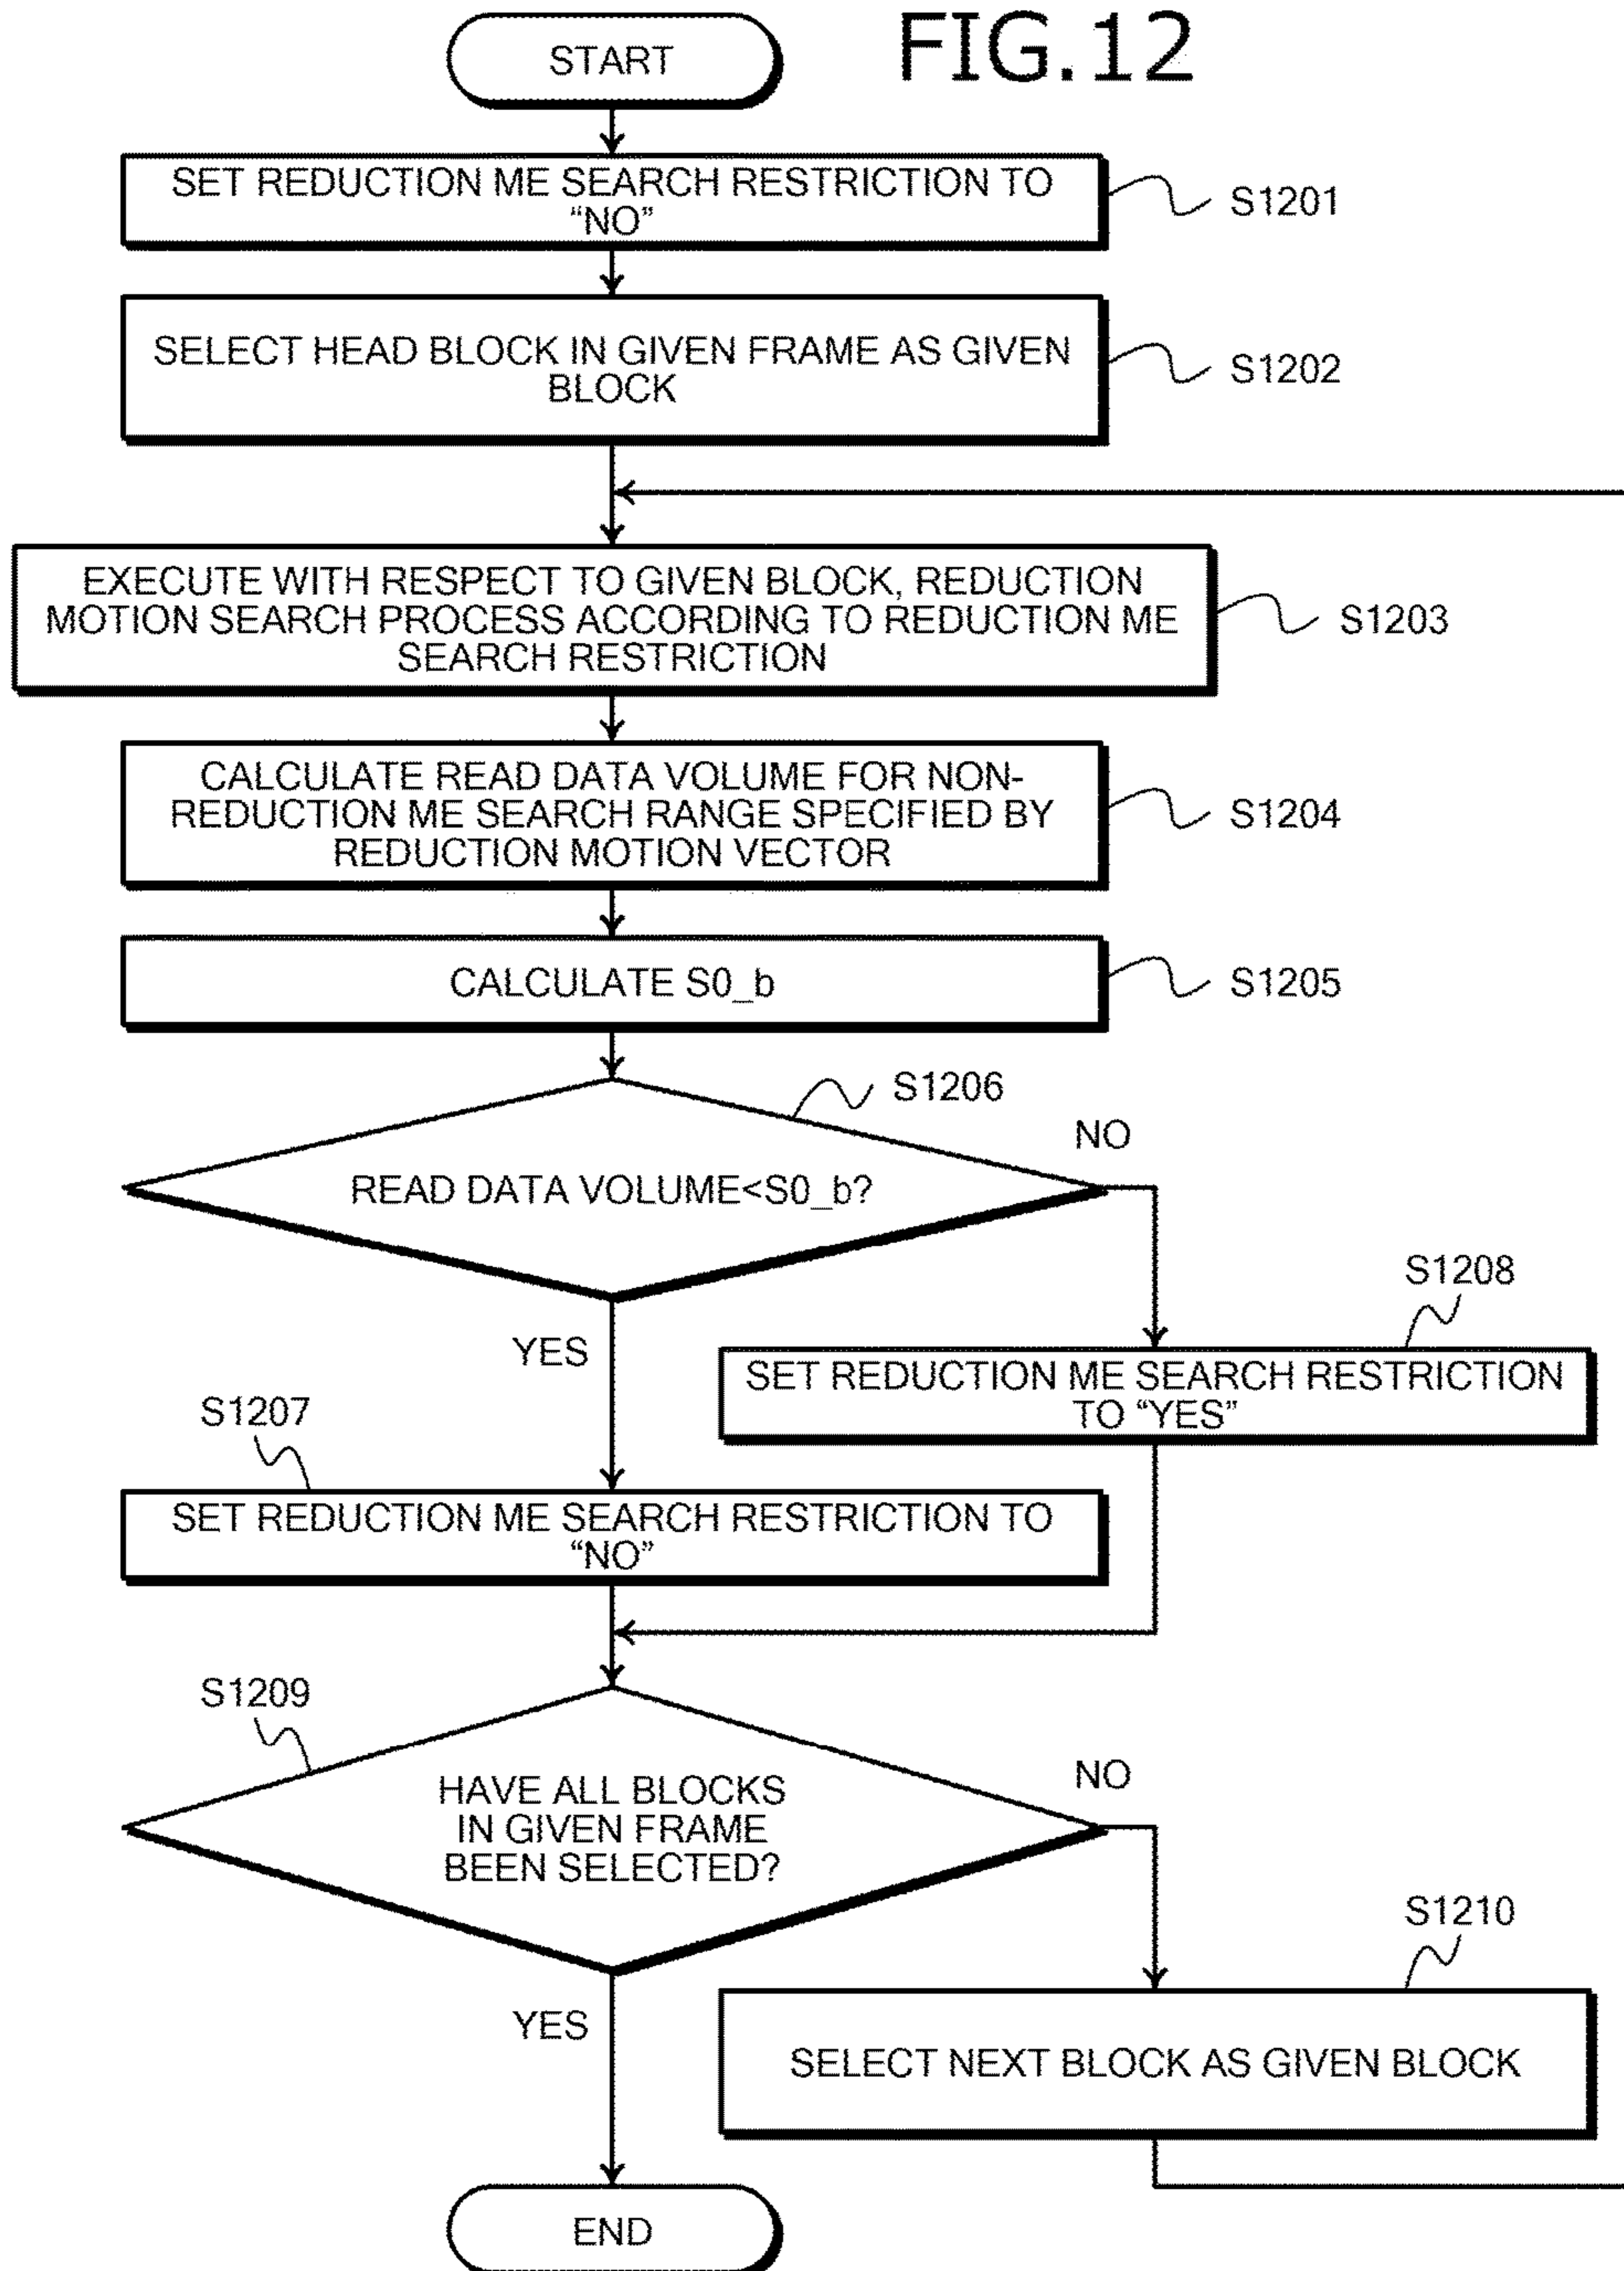 FIG.12
START
SET REDUCTION ME SEARCH RESTRICTION TO
“NO”
S1201
SELECT HEAD BLOCK IN GIVEN FRAME AS GIVEN
BLOCK
S1202
EXECUTE WITH RESPECT TO GIVEN BLOCK, REDUCTION
MOTION SEARCH PROCESS ACCORDING TO REDUCTION ME
SEARCH RESTRICTION
S1203
CALCULATE READ DATA VOLUME FOR NON-
REDUCTION ME SEARCH RANGE SPECIFIED BY
REDUCTION MOTION VECTOR
S1204
CALCULATE S0_b
S1205
S1206
READ DATA VOLUME<S0_b?
NO
YES
S1208
SET REDUCTION ME SEARCH RESTRICTION
TO “YES”
S1207
SET REDUCTION ME SEARCH RESTRICTION TO
“NO”
S1209
HAVE ALL BLOCKS
IN GIVEN FRAME
BEEN SELECTED?
NO
YES
S1210
SELECT NEXT BLOCK AS GIVEN BLOCK
END